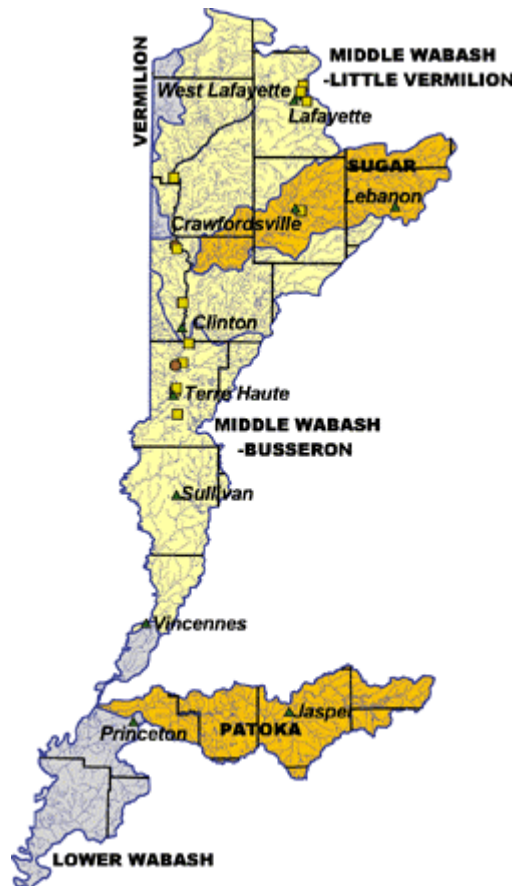 VERMILION
MIDDLE WABASH
-LITTLE VERMILION
West Lafayette
Lafayette
SUGAR
Lebanon
Crawfordsville
Clinton
Terre Haute
MIDDLE WABASH
-BUSSERON
Sullivan
Vincennes
Jasper
PATOKA
Princeton
LOWER WABASH